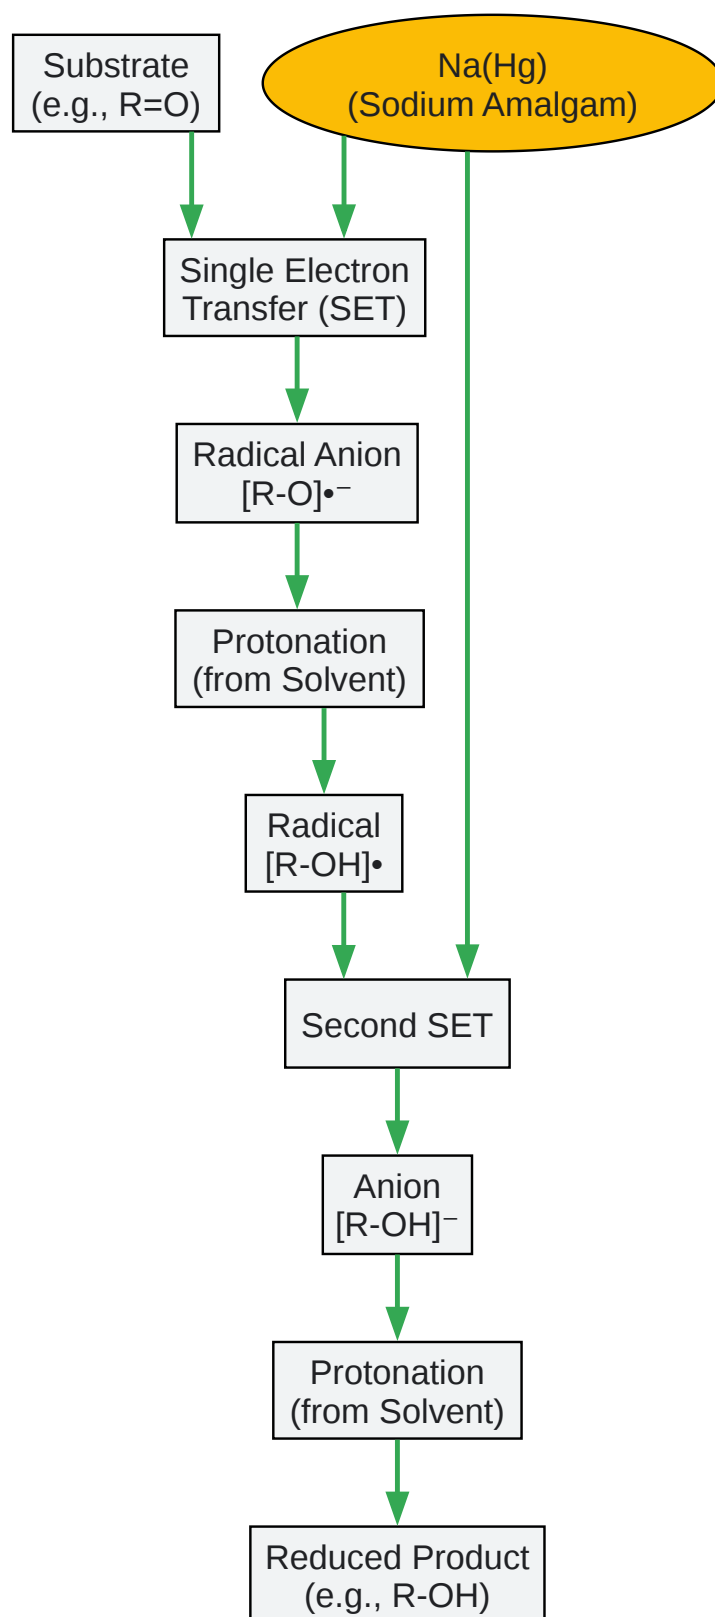 Substrate
(e.g., R=O)
Na(Hg)
(Sodium Amalgam)
Single Electron
Transfer (SET)
Radical Anion
[R-O]•⁻
Protonation
(from Solvent)
Radical
[R-OH]•
Second SET
Anion
[R-OH]⁻
Protonation
(from Solvent)
Reduced Product
(e.g., R-OH)